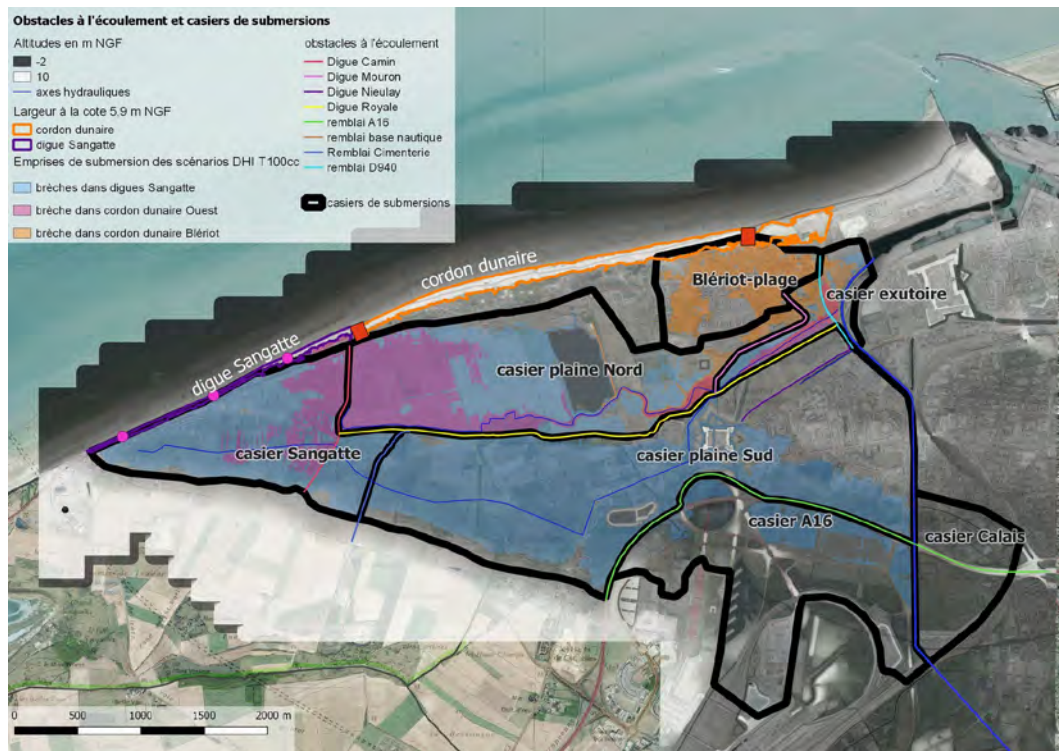 Obstacles à l'écoulement et casiers de submersions
Altitudes en m NGF
-2
10
axes hydrauliques
Largeur à la cote 5,9 m NGF
cordon dunaire
digue Sangatte
Emprises de submersion des scénarios DHI T100cc
brèches dans digues Sangatte
brèche dans cordon dunaire Ouest
brèche dans cordon dunaire Blériot
obstacles à l'écoulement
Digue Camin
Digue Mouron
Digue Nieulay
Digue Royale
remblai A16
remblai base nautique
Remblai Cimenterie
remblai D940
casiers de submersions
cordon dunaire
Blériot-plage
casier exutoire
digue Sangatte
casier plaine Nord
casier Sangatte
casier plaine Sud
casier A16
casier Calais
0 500 1000 1500 2000 m